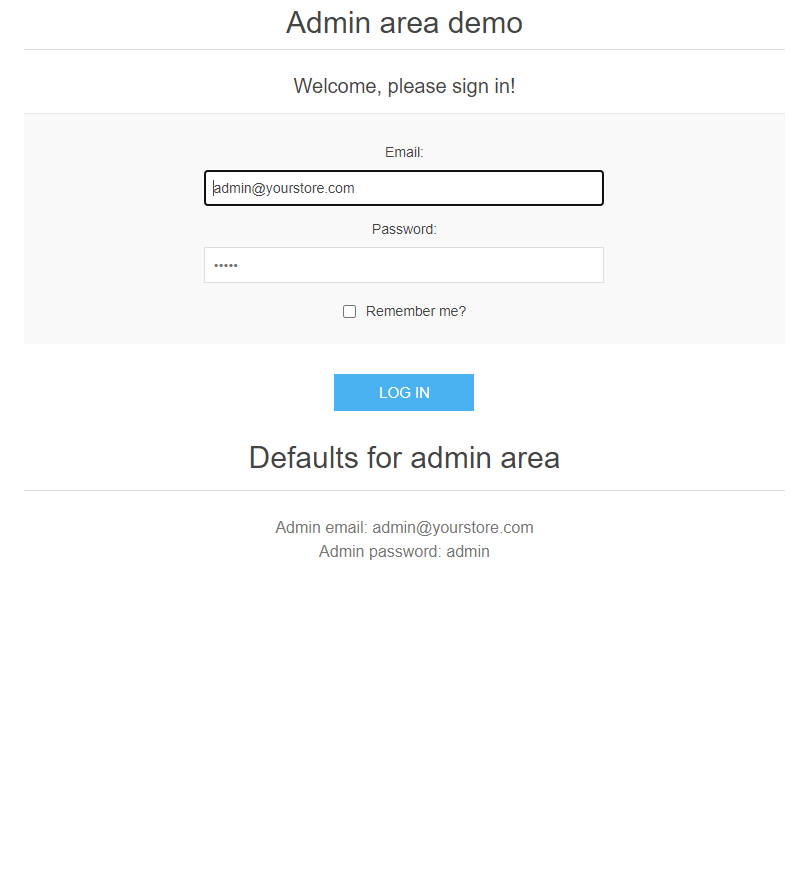 Admin area demo
Welcome, please sign in!
Email:
admin@yourstore.com
Password:
•••••
Remember me?
LOG IN
Defaults for admin area
Admin email: admin@yourstore.com
Admin password: admin